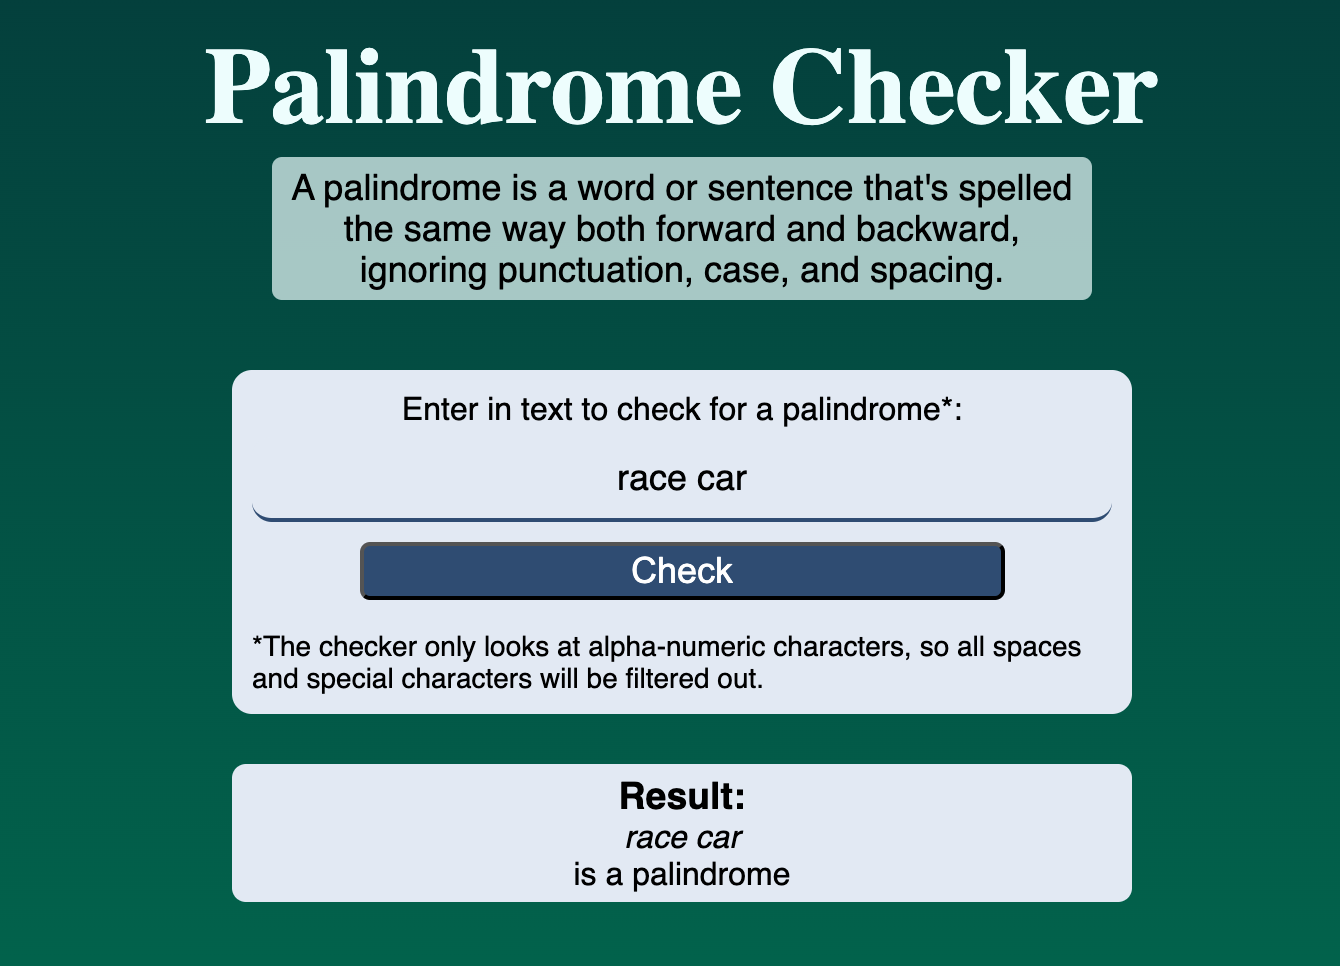 Palindrome Checker
A palindrome is a word or sentence that's spelled
the same way both forward and backward,
ignoring punctuation, case, and spacing.
Enter in text to check for a palindrome*:
race car
Check
*The checker only looks at alpha-numeric characters, so all spaces
and special characters will be filtered out.
Result:
race car
is a palindrome